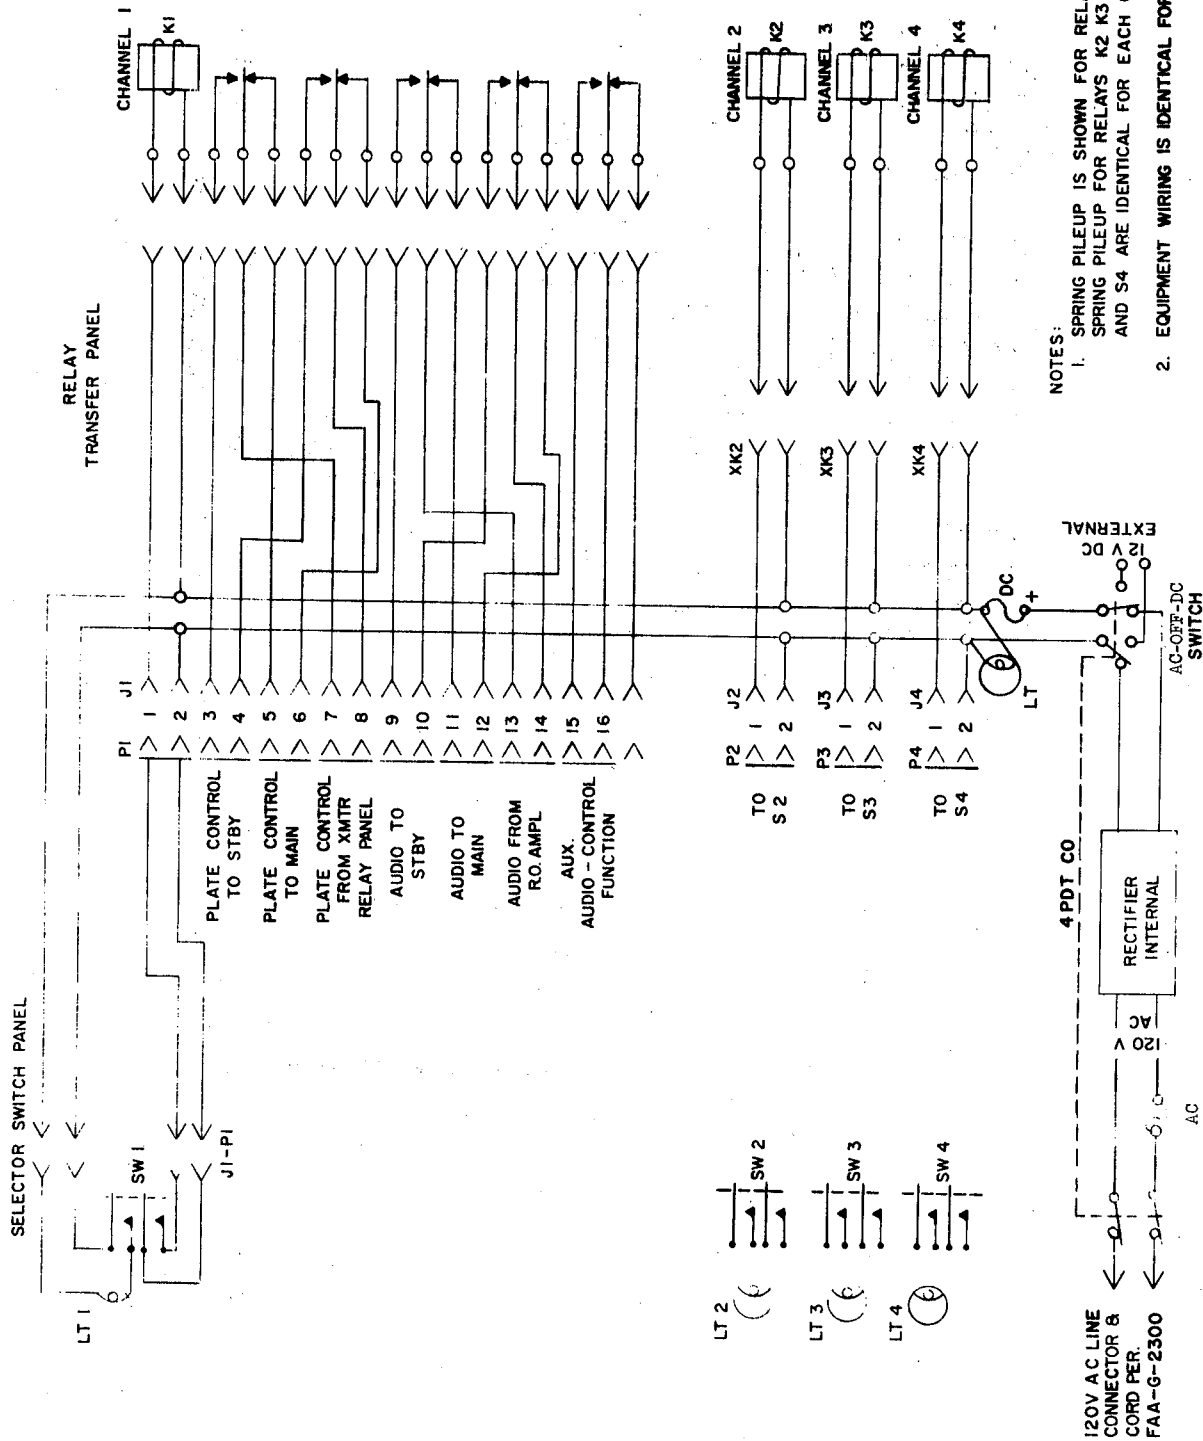 SELECTOR SWITCH PANEL
LT 1
SW 1
J1-P1
RELAY
TRANSFER PANEL
CHANNEL 1
K1
P1
J1
1
2
3
4
5
6
7
8
9
10
11
12
13
14
15
16
PLATE CONTROL
TO STBY
PLATE CONTROL
TO MAIN
PLATE CONTROL
FROM XMTR
RELAY PANEL
AUDIO TO
STBY
AUDIO TO
MAIN
AUDIO FROM
R.O. AMPL
AUX.
AUDIO - CONTROL
FUNCTION
LT 2
SW 2
TO
S 2
P2
1
2
J2
XK2
CHANNEL 2
K2
LT 3
SW 3
TO
S3
P3
1
2
J3
XK3
CHANNEL 3
K3
LT 4
SW 4
TO
S4
P4
1
2
J4
XK4
CHANNEL 4
K4
LT
DC
+
4PDT CO
120V AC LINE
CONNECTOR &
CORD PER.
FAA-G-2300
120 V
AC
AC
RECTIFIER
INTERNAL
AC-OFF-DC
SWITCH
12 V DC
EXTERNAL
NOTES:
1. SPRING PILEUP IS SHOWN FOR
SPRING PILEUP FOR RELAYS K2 K3
AND S4 ARE IDENTICAL FOR EACH
2. EQUIPMENT WIRING IS IDENTICAL FOR